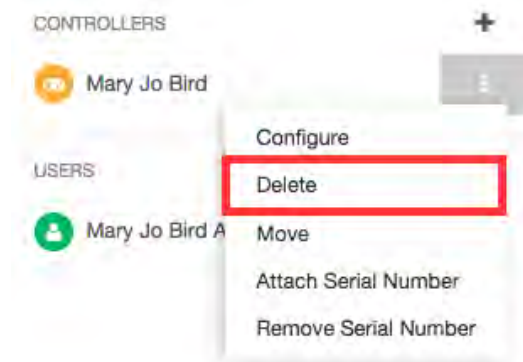 CONTROLLERS
Mary Jo Bird
Configure
USERS
Delete
Mary Jo Bird A
Move
Attach Serial Number
Remove Serial Number